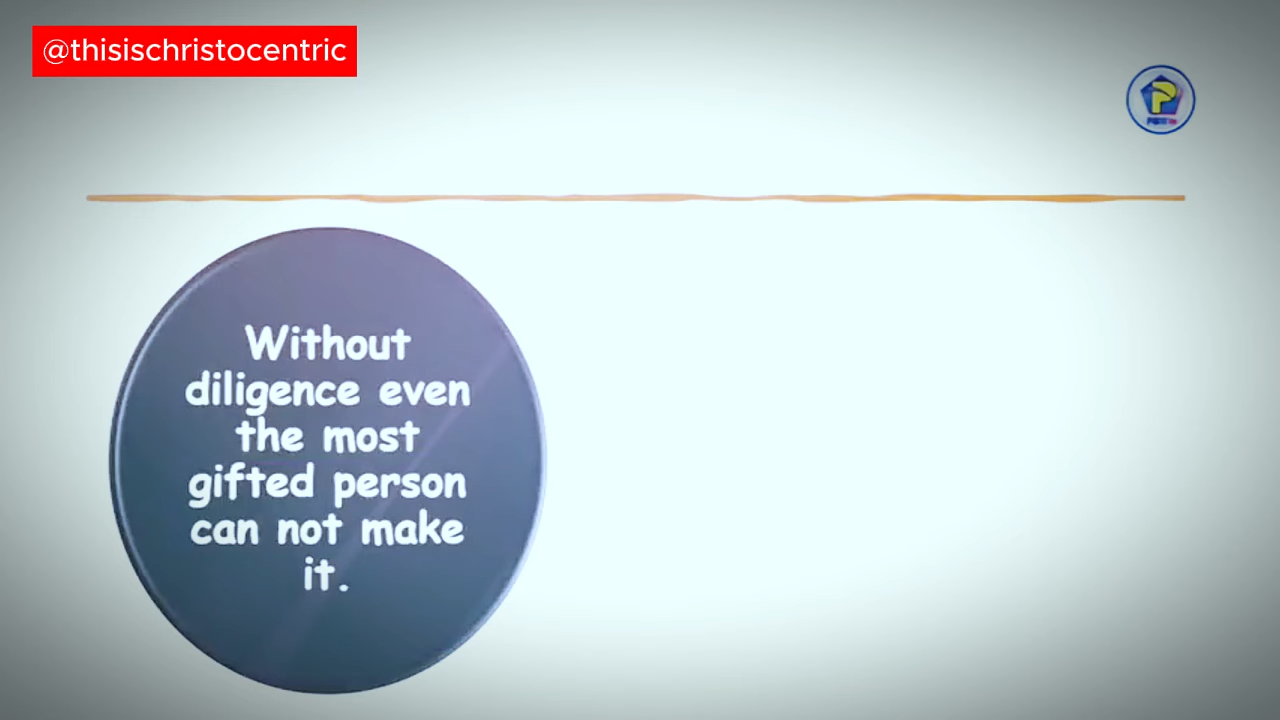 @thisischristocentric
P
Without
diligence even
the most
gifted person
can not make
it.